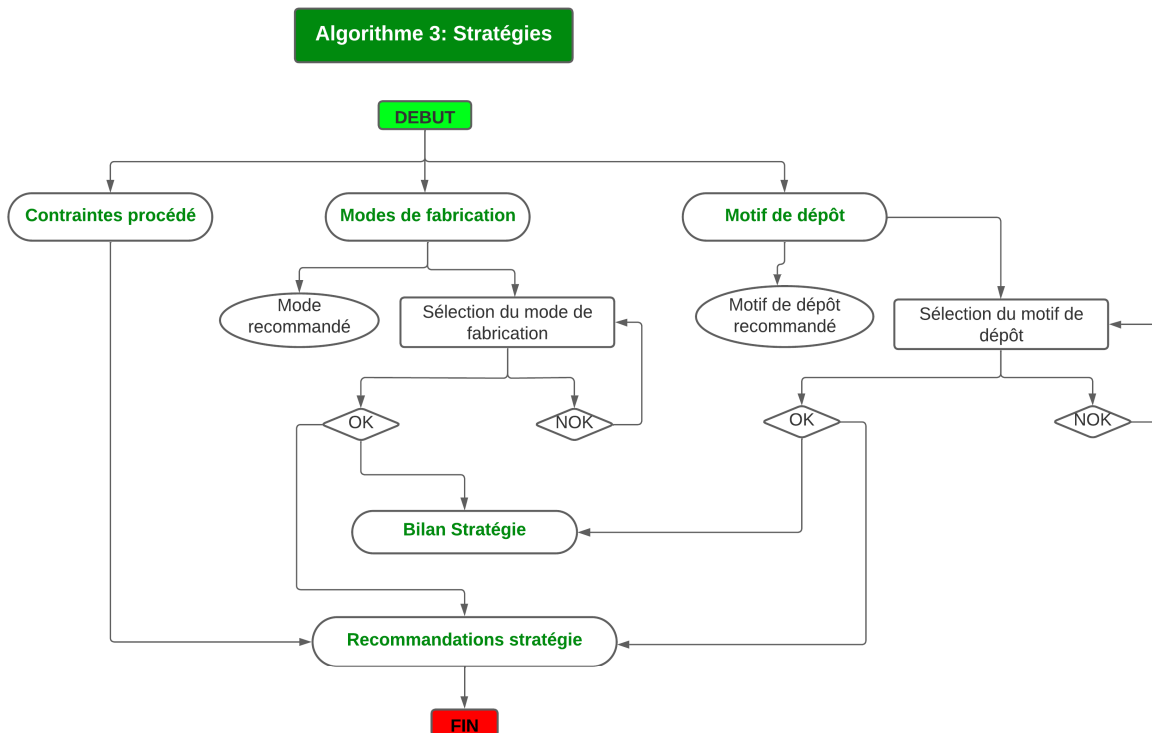 Algorithme 3: Stratégies
DEBUT
Contraintes procédé
Modes de fabrication
Motif de dépôt
Mode
recommandé
Sélection du mode de
fabrication
Motif de dépôt
recommandé
Sélection du motif de
dépôt
OK
NOK
OK
NOK
Bilan Stratégie
Recommandations stratégie
FIN